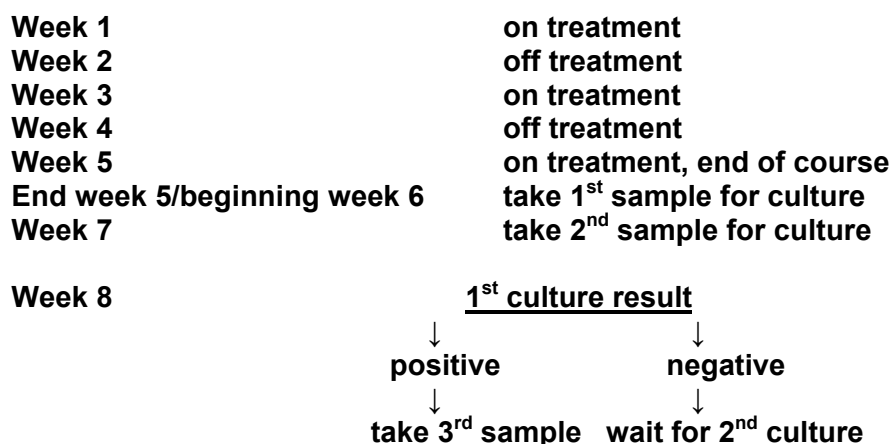 Week 1 on treatment
Week 2 off treatment
Week 3 on treatment
Week 4 off treatment
Week 5 on treatment, end of course
End week 5/beginning week 6 take 1st sample for culture
Week 7 take 2nd sample for culture
Week 8 1st culture result
↓ ↓
positive negative
↓ ↓
take 3rd sample wait for 2nd culture